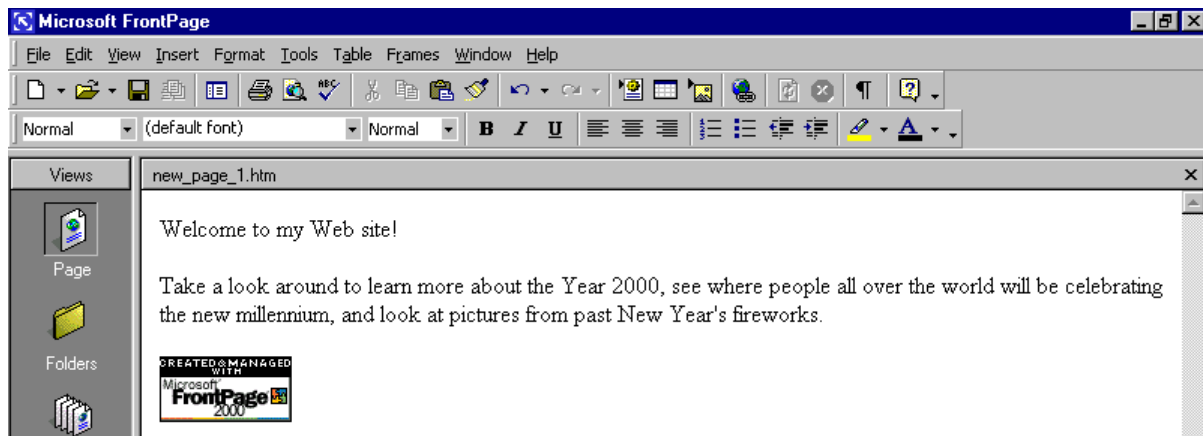 Microsoft FrontPage
File Edit View Insert Format Tools Table Frames Window Help
ABC
Normal (default font) Normal B I U A
Views new_page_1.htm
Welcome to my Web site!
Page
Take a look around to learn more about the Year 2000, see where people all over the world will be celebrating
the new millennium, and look at pictures from past New Year's fireworks.
Folders
CREATED&MANAGED
WITH
Microsoft
FrontPage
2000